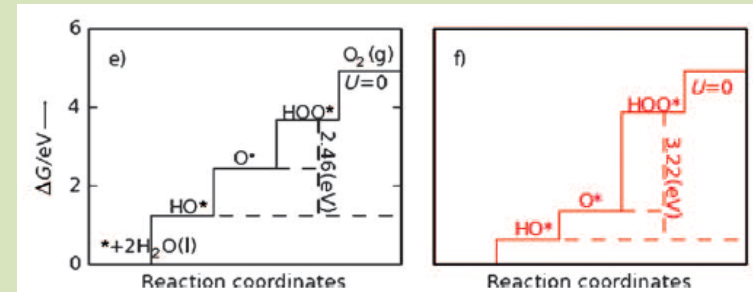 6
4
2
0
ΔG/eV →
e)
O₂(g)
U=0
HOO*
O*
HO*
*+2H₂O(l)
2.46(eV)
Reaction coordinates
f)
U=0
HOO*
O*
HO*
3.22(eV)
Reaction coordinates